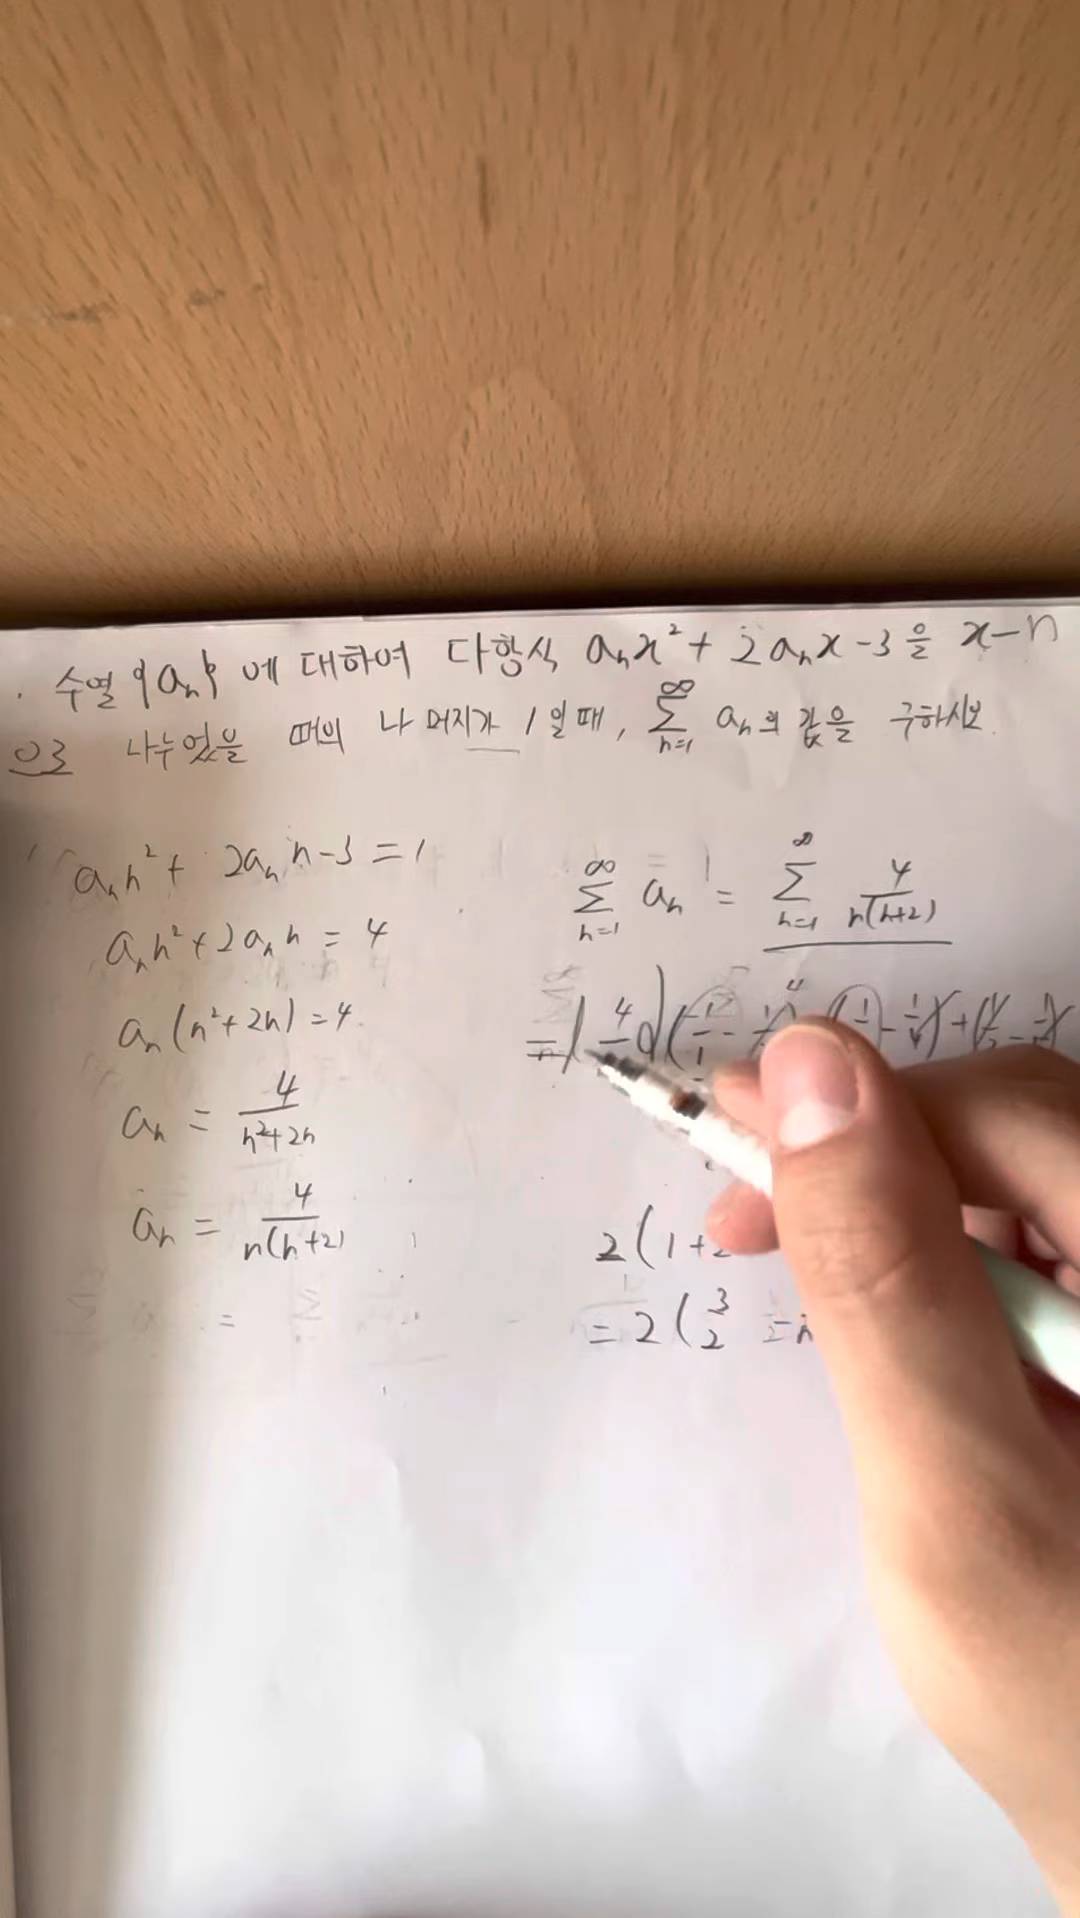 수열 {aₙ} 에 대하여 다항식 aₙx² + 2aₙx - 3을 x - n
으로 나누었을 때의 나머지가 1일 때, ∑ₙ₌₁^∞ aₙ의 값을 구하시오.
aₙn² + 2aₙn - 3 = 1
aₙn² + 2aₙn = 4
aₙ(n² + 2n) = 4
aₙ = 4/(n² + 2n)
aₙ = 4/(n(n+2))
∑ₙ₌₁^∞ aₙ = ∑ₙ₌₁^∞ 4/(n(n+2))
2(1+
= 2(3/2